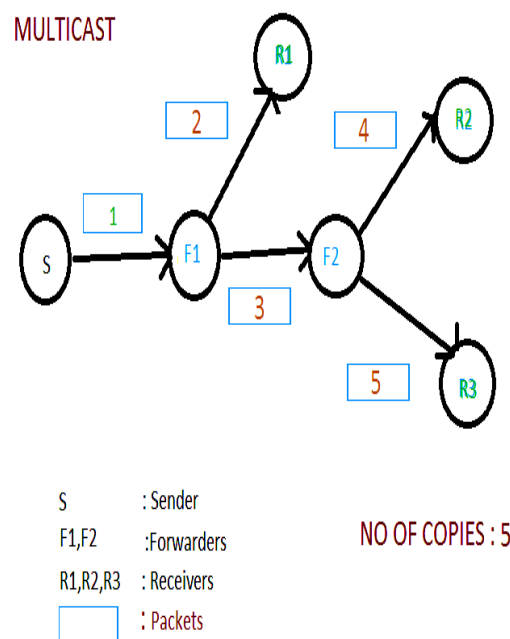 MULTICAST
R1
2
4
R2
1
S
F1
F2
3
5
R3
S : Sender
F1,F2 :Forwarders
R1,R2,R3 : Receivers
: Packets
NO OF COPIES : 5